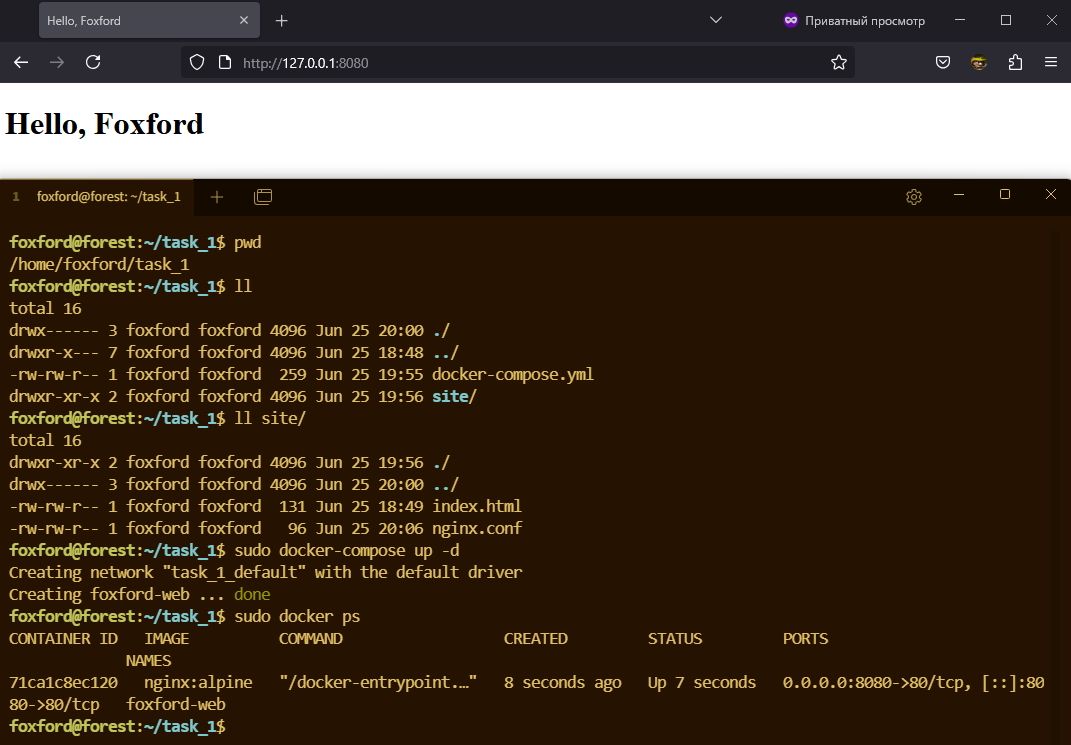 Hello, Foxford
Приватный просмотр
http://127.0.0.1:8080
Hello, Foxford
1 foxford@forest: ~/task_1
foxford@forest:~/task_1$ pwd
/home/foxford/task_1
foxford@forest:~/task_1$ ll
total 16
drwx------ 3 foxford foxford 4096 Jun 25 20:00 ./
drwxr-x--- 7 foxford foxford 4096 Jun 25 18:48 ../
-rw-rw-r-- 1 foxford foxford  259 Jun 25 19:55 docker-compose.yml
drwxr-xr-x 2 foxford foxford 4096 Jun 25 19:56 site/
foxford@forest:~/task_1$ ll site/
total 16
drwxr-xr-x 2 foxford foxford 4096 Jun 25 19:56 ./
drwx------ 3 foxford foxford 4096 Jun 25 20:00 ../
-rw-rw-r-- 1 foxford foxford  131 Jun 25 18:49 index.html
-rw-rw-r-- 1 foxford foxford   96 Jun 25 20:06 nginx.conf
foxford@forest:~/task_1$ sudo docker-compose up -d
Creating network "task_1_default" with the default driver
Creating foxford-web ... done
foxford@forest:~/task_1$ sudo docker ps
CONTAINER ID   IMAGE          COMMAND                  CREATED         STATUS         PORTS
             NAMES
71ca1c8ec120   nginx:alpine   "/docker-entrypoint.…"   8 seconds ago   Up 7 seconds   0.0.0.0:8080->80/tcp, [::]:80
80->80/tcp   foxford-web
foxford@forest:~/task_1$